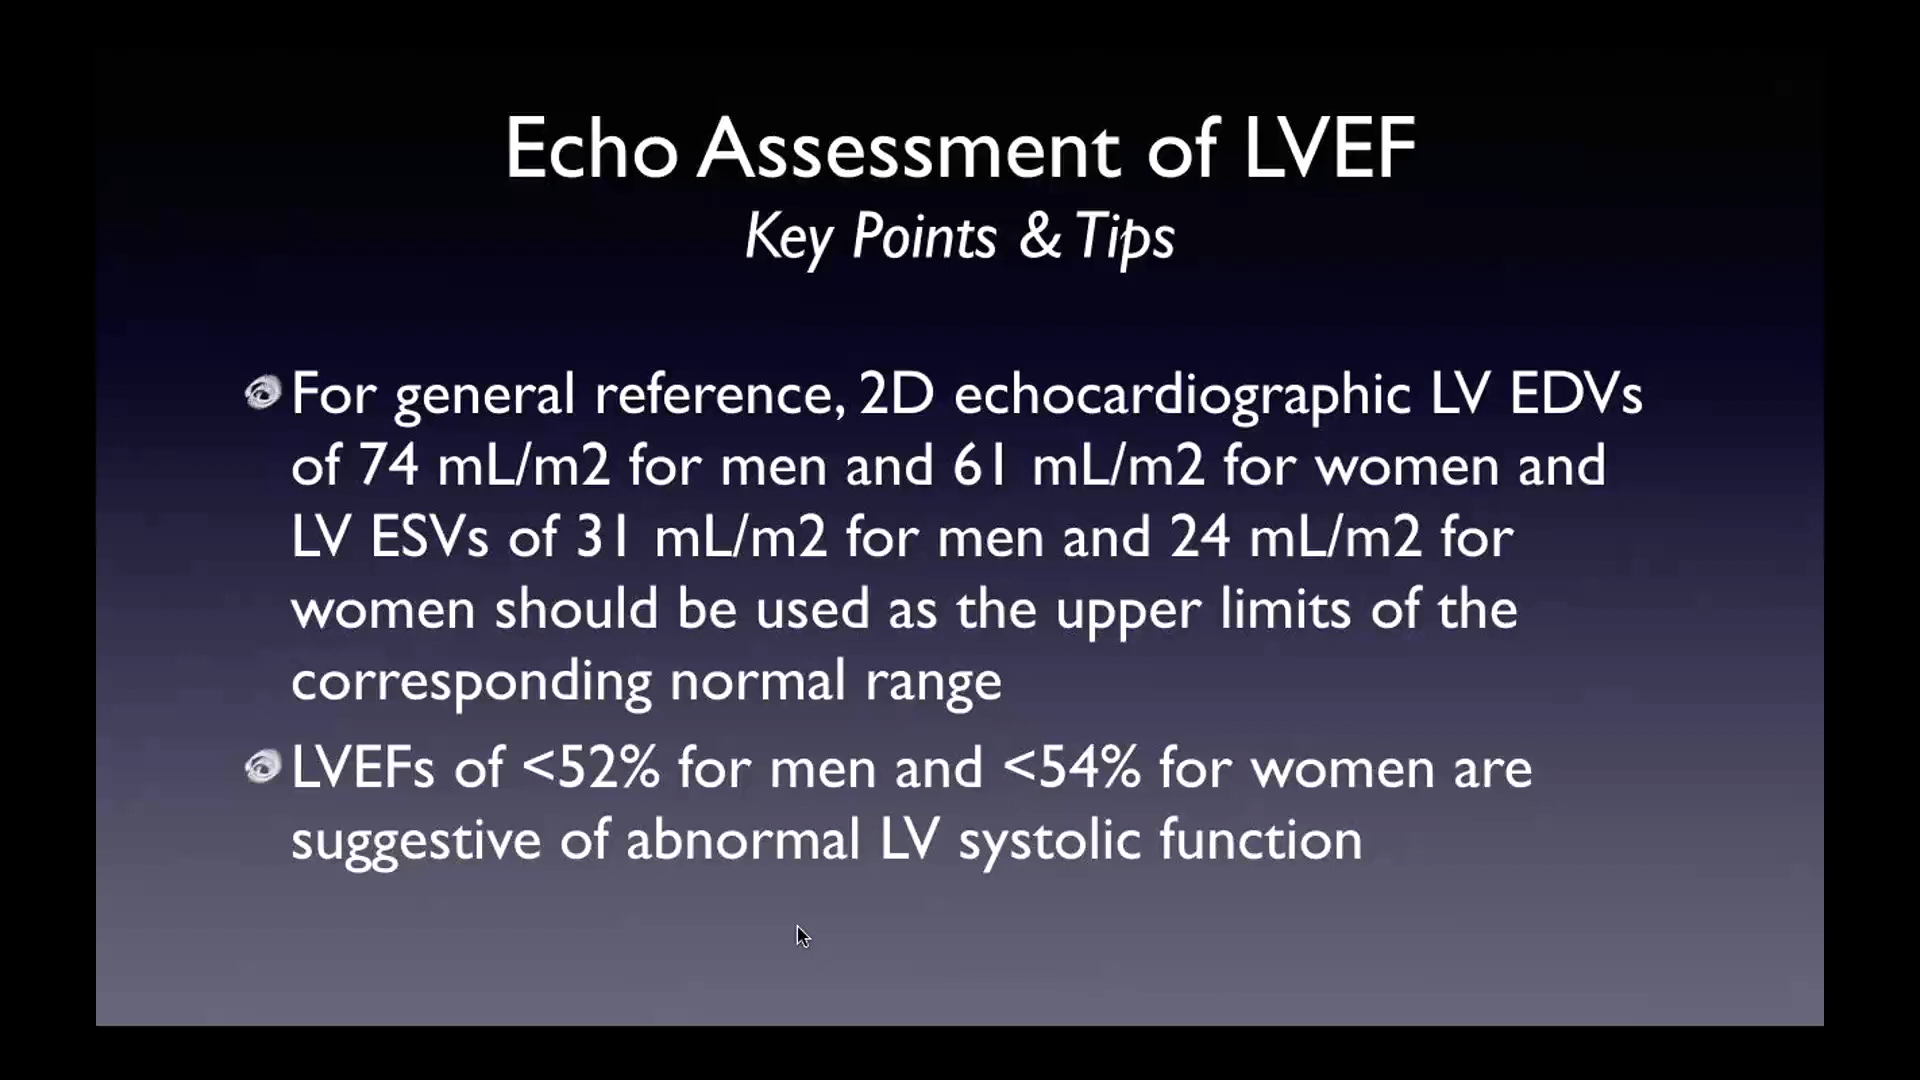 Echo Assessment of LVEF
Key Points & Tips
For general reference, 2D echocardiographic LV EDVs
of 74 mL/m2 for men and 61 mL/m2 for women and
LV ESVs of 31 mL/m2 for men and 24 mL/m2 for
women should be used as the upper limits of the
corresponding normal range
LVEFs of <52% for men and <54% for women are
suggestive of abnormal LV systolic function